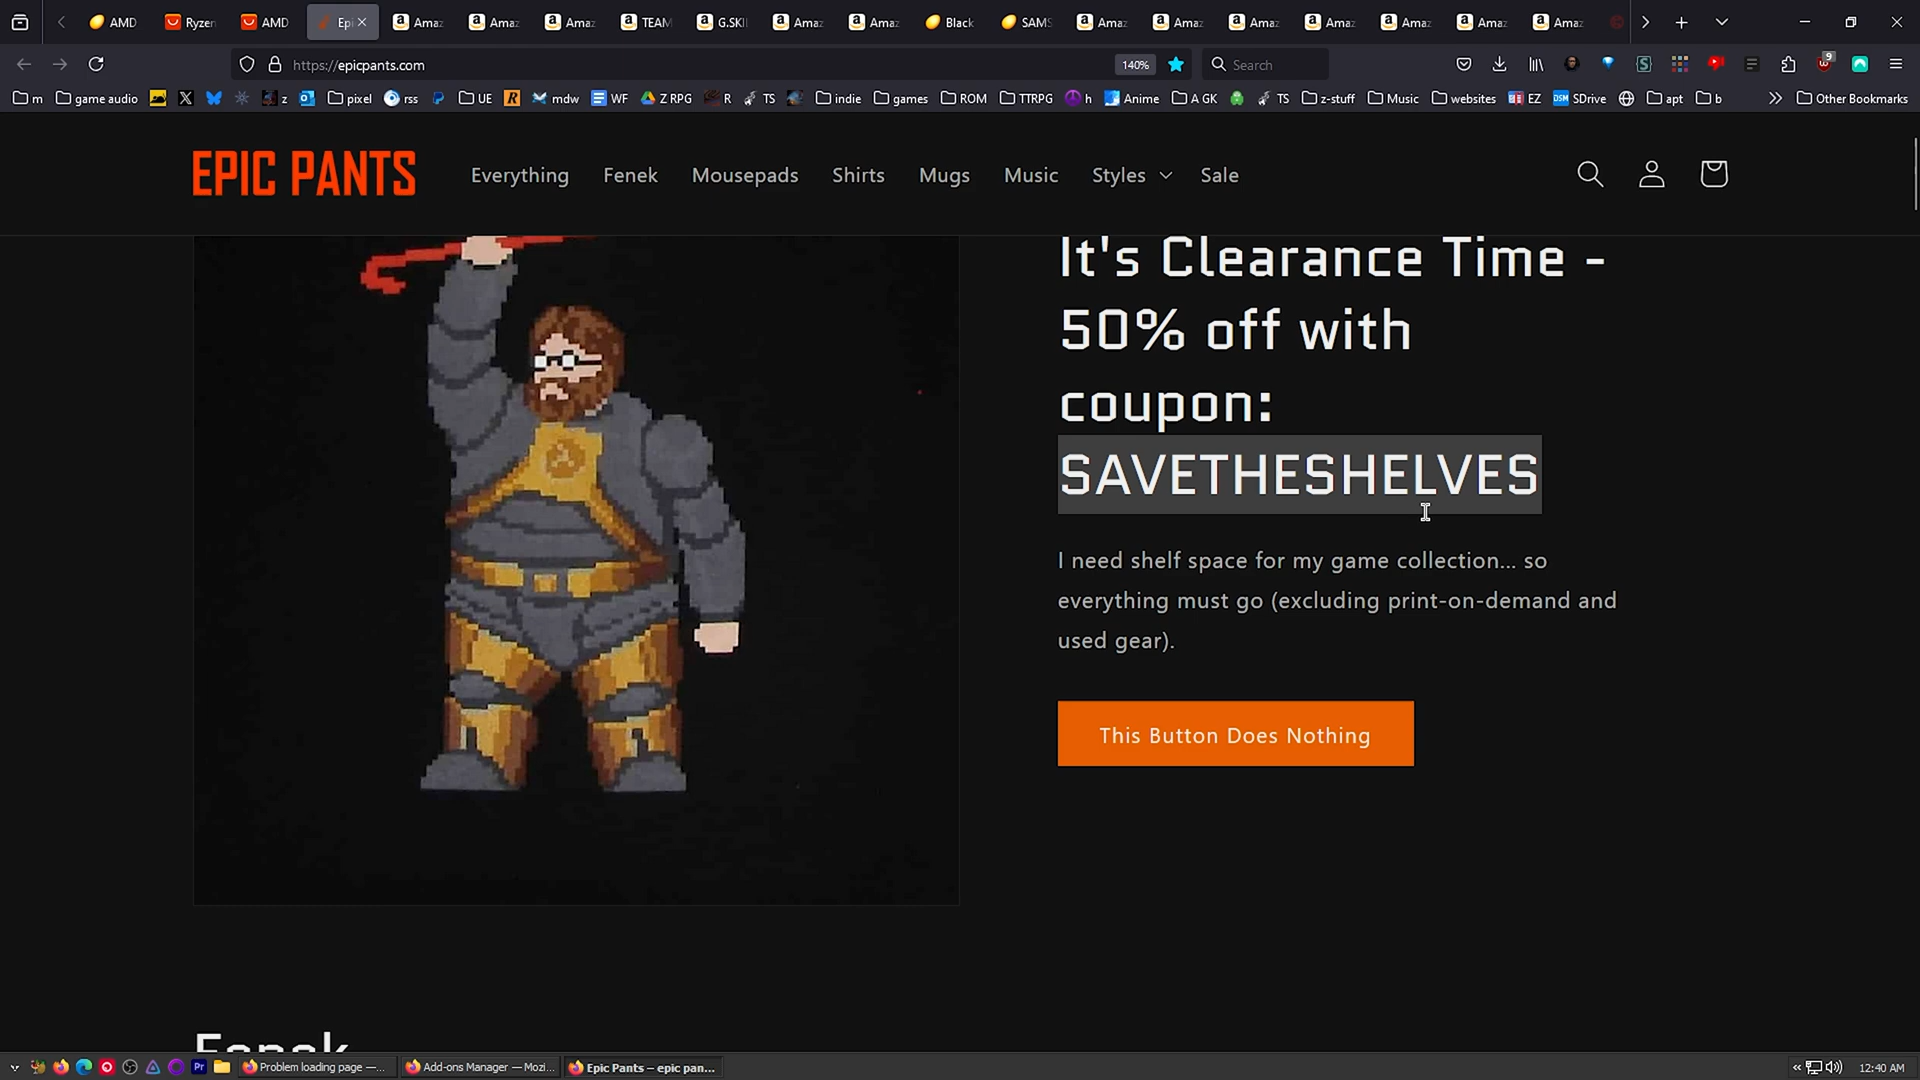 AMD
Ryzen
AMD
Epi
Amaz
Amaz
Amaz
TEAM
G.SKI
Amaz
Amaz
Black
SAMS
Amaz
Amaz
Amaz
Amaz
Amaz
Amaz
Amaz
https://epicpants.com
140%
Search
9
m
game audio
X
z
pixel
rss
UE
R
mdw
WF
Z RPG
R
TS
indie
games
ROM
TTRPG
h
Anime
A GK
TS
z-stuff
Music
websites
EZ
DSM SDrive
apt
b
Other Bookmarks
EPIC PANTS
Everything
Fenek
Mousepads
Shirts
Mugs
Music
Styles
Sale
It's Clearance Time -
50% off with
coupon:
SAVETHESHELVES
I need shelf space for my game collection... so
everything must go (excluding print-on-demand and
used gear).
This Button Does Nothing
Fenek
Problem loading page —...
Add-ons Manager — Mozi...
Epic Pants – epic pan...
12:40 AM